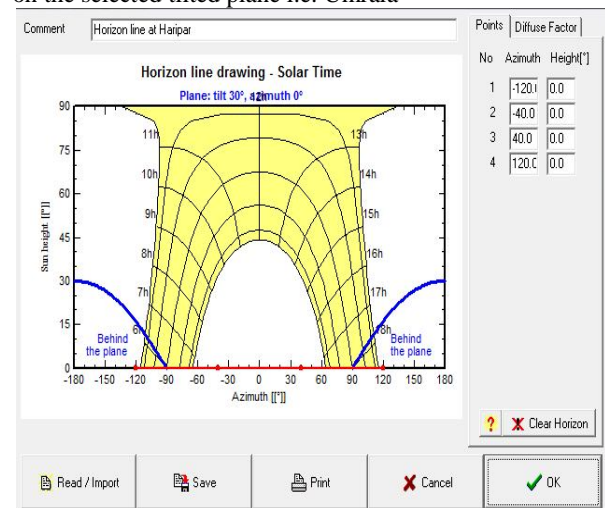 on the selected tilted plane i.e. Umrala
Comment Horizon line at Haripar
Points Diffuse Factor
No Azimuth Height[°]
1 -120.0 0.0
2 -40.0 0.0
3 40.0 0.0
4 120.0 0.0
Horizon line drawing - Solar Time
Plane: tilt 30°, azimuth 0°
12h
11h 13h
10h 14h
9h 15h
8h 16h
7h 17h
6h 18h
Behind the plane
Behind the plane
Sun height [[°]]
90
75
60
45
30
15
0
-180 -150 -120 -90 -60 -30 0 30 60 90 120 150 180
Azimuth [[°]]
? Clear Horizon
Read / Import Save Print Cancel OK